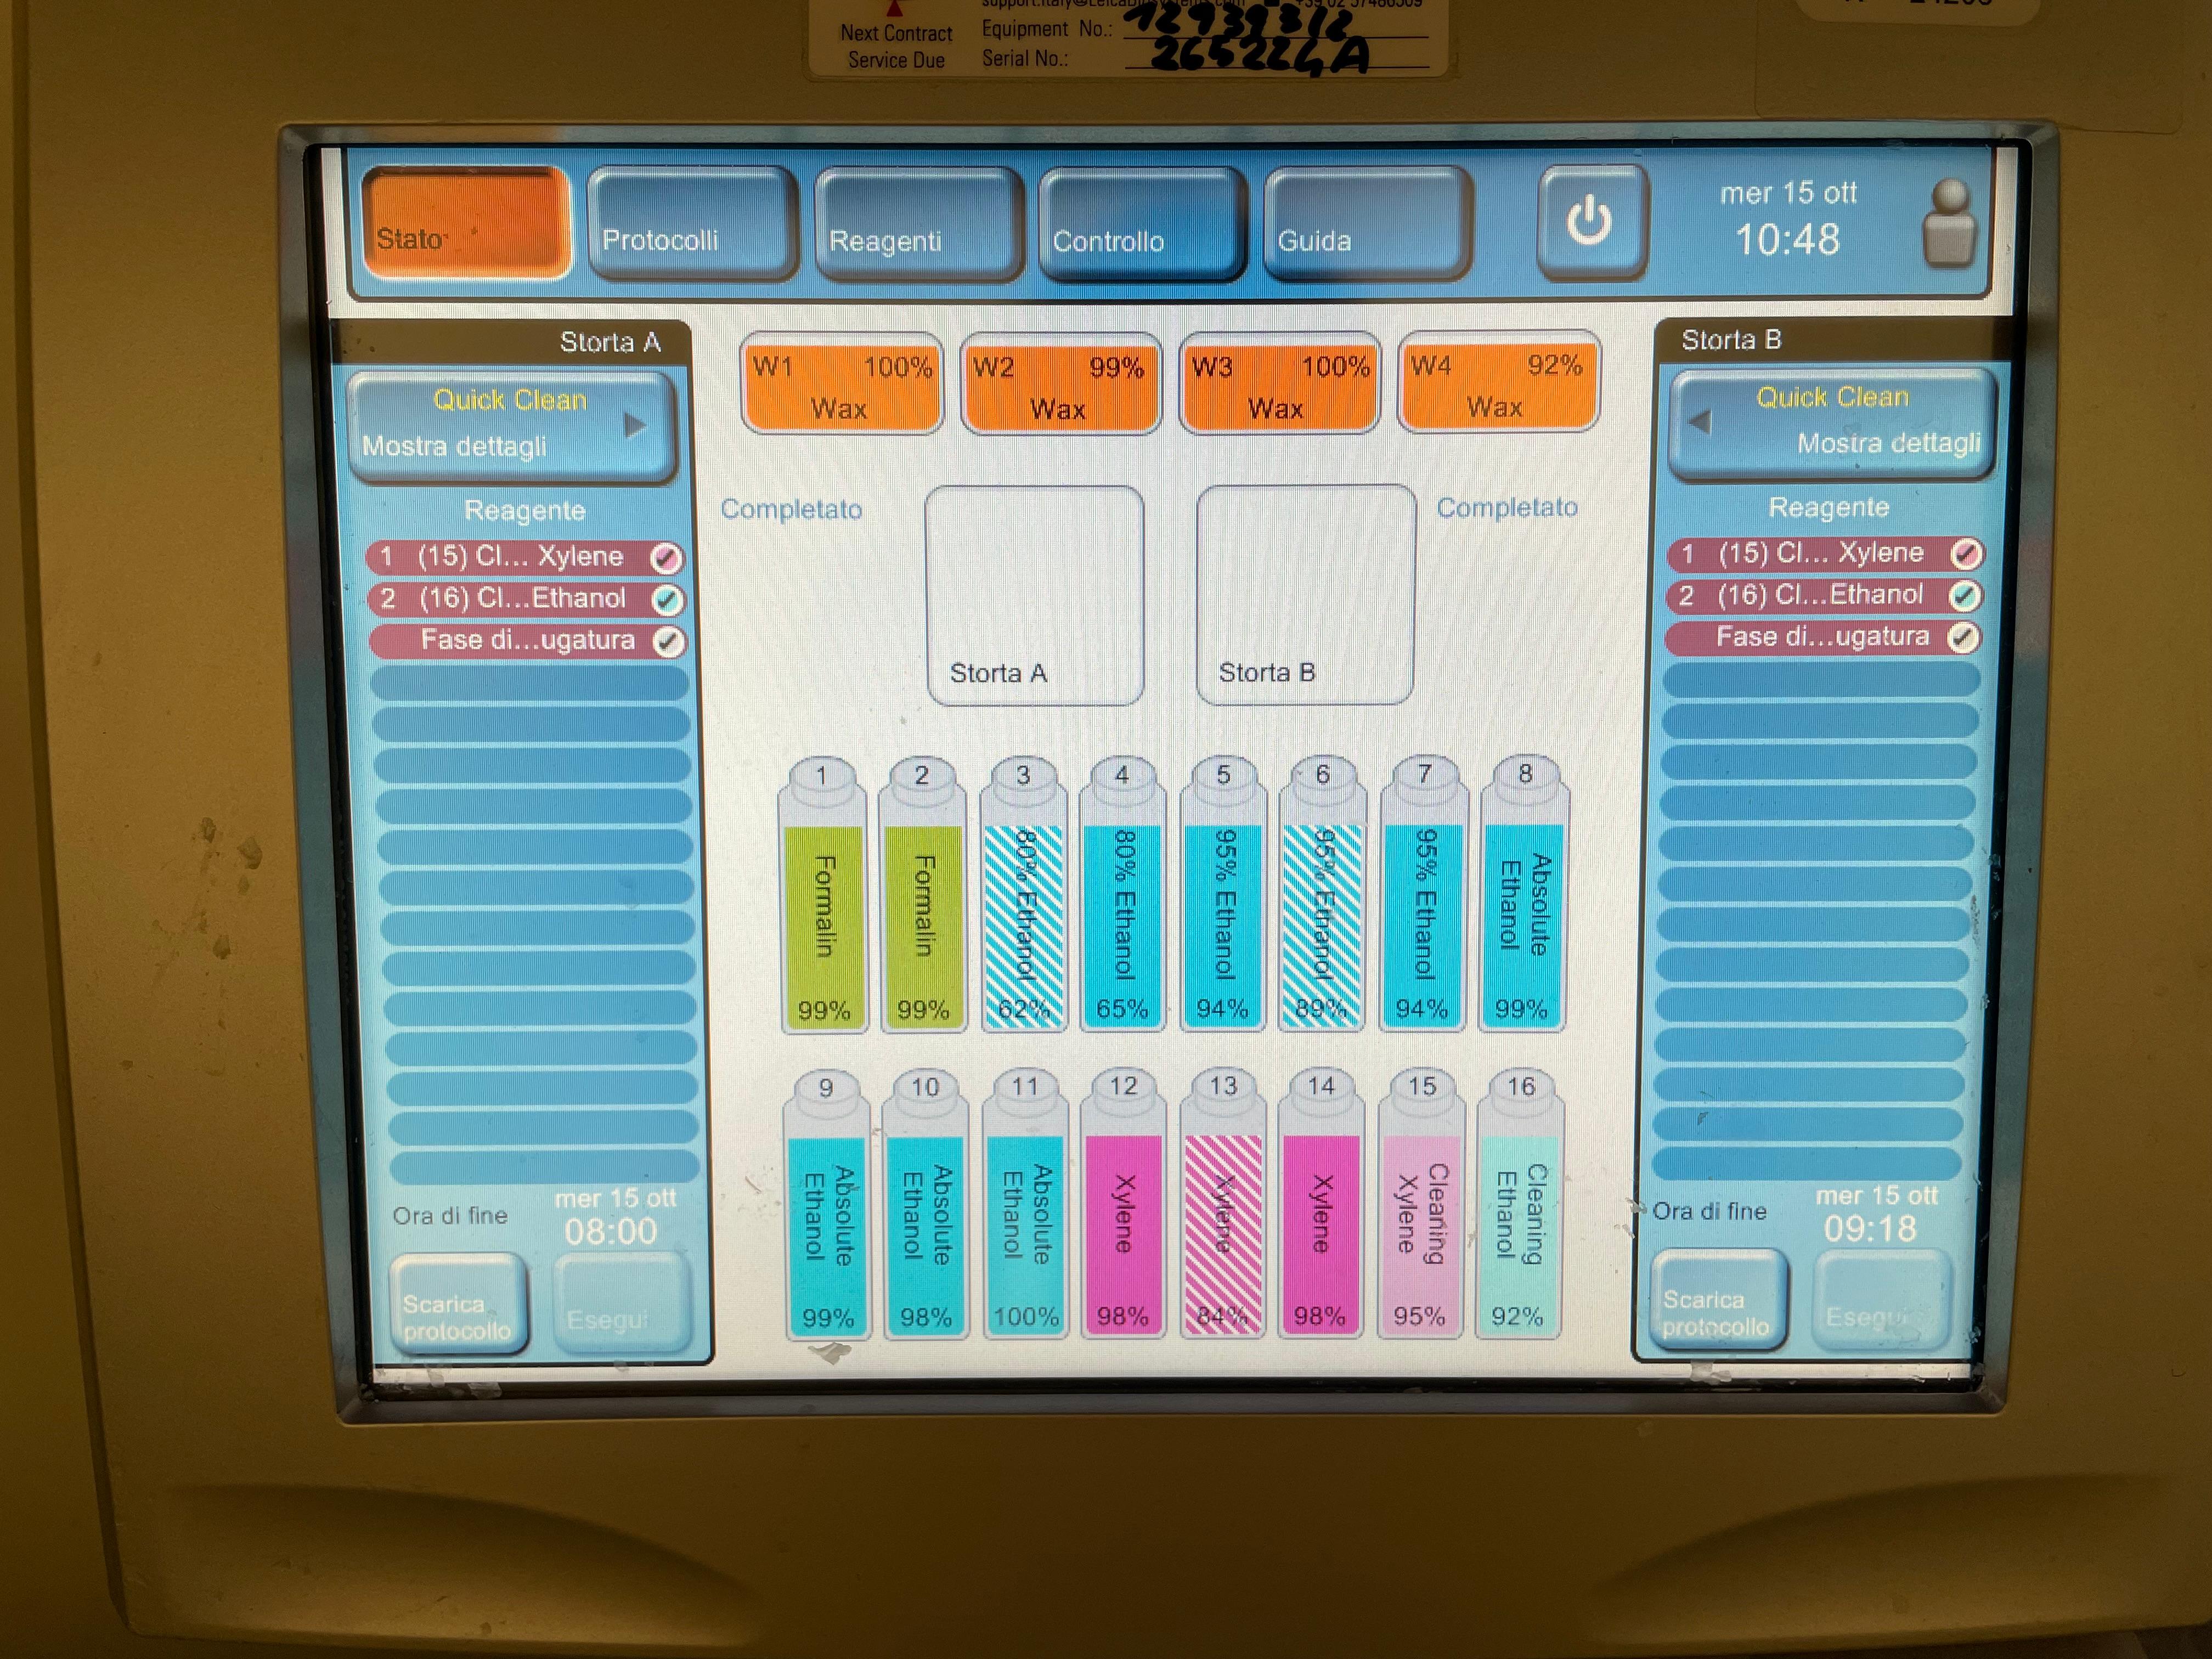 Next Contract
Service Due
Equipment No.:
Serial No.: 265224A
Stato
Protocolli
Reagenti
Controllo
Guida
mer 15 ott
10:48
Storta A
Quick Clean
Mostra dettagli
Reagente
1 (15) Cl... Xylene
2 (16) Cl...Ethanol
Fase di...ugatura
Ora di fine
mer 15 ott
08:00
Scarica
protocollo
Esegui
W1 100%
Wax
W2 99%
Wax
W3 100%
Wax
W4 92%
Wax
Completato
Storta A
Storta B
Completato
1
Formalin
99%
2
Formalin
99%
3
80% Ethanol
62%
4
80% Ethanol
65%
5
95% Ethanol
94%
6
95% Ethanol
89%
7
95% Ethanol
94%
8
Absolute
Ethanol
99%
9
Absolute
Ethanol
99%
10
Absolute
Ethanol
98%
11
Absolute
Ethanol
100%
12
Xylene
98%
13
Xylene
84%
14
Xylene
98%
15
Cleaning
Xylene
95%
16
Cleaning
Ethanol
92%
Storta B
Quick Clean
Mostra dettagli
Reagente
1 (15) Cl... Xylene
2 (16) Cl...Ethanol
Fase di...ugatura
Ora di fine
mer 15 ott
09:18
Scarica
protocollo
Esegui